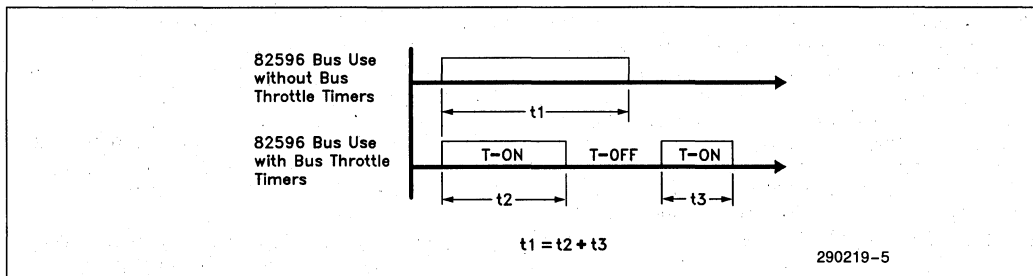 82596 Bus Use
without Bus
Throttle Timers
t1
82596 Bus Use
with Bus Throttle
Timers
T-ON T-OFF T-ON
t2 t3
t1=t2+t3
290219-5